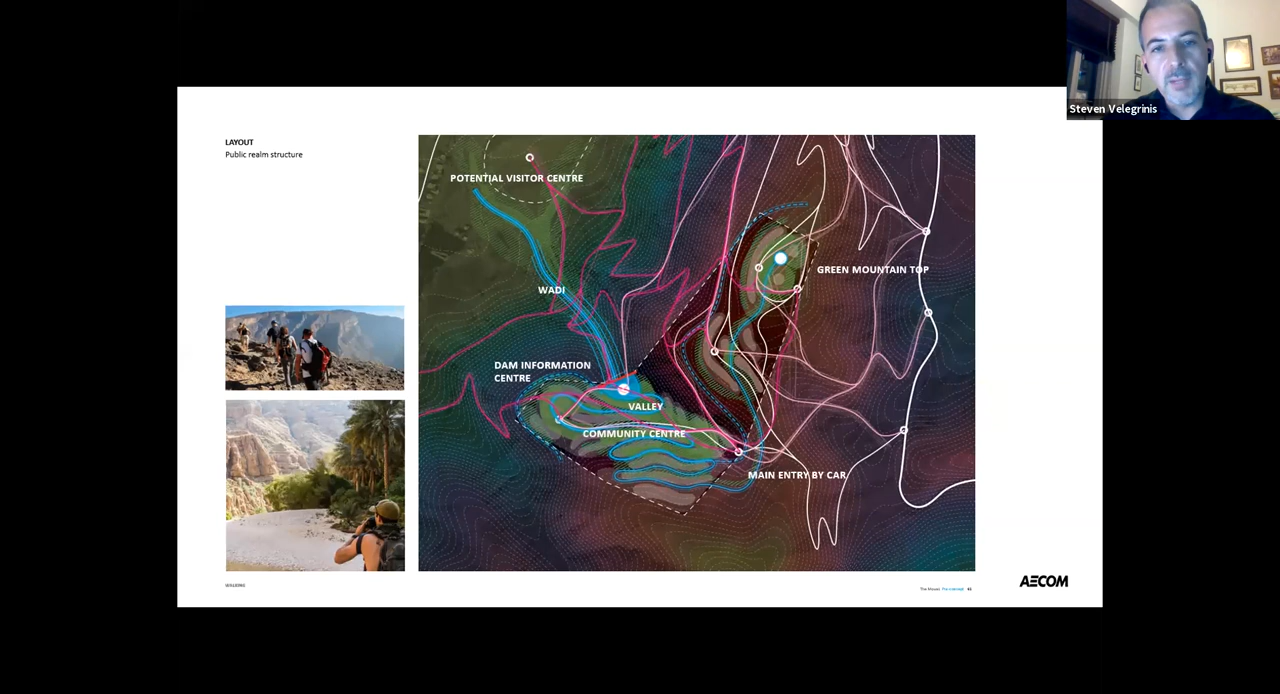 Steven Velegrinis
LAYOUT
Public realm structure
POTENTIAL VISITOR CENTRE
GREEN MOUNTAIN TOP
WADI
DAM INFORMATION
CENTRE
VALLEY
COMMUNITY CENTRE
MAIN ENTRY BY CAR
AECOM